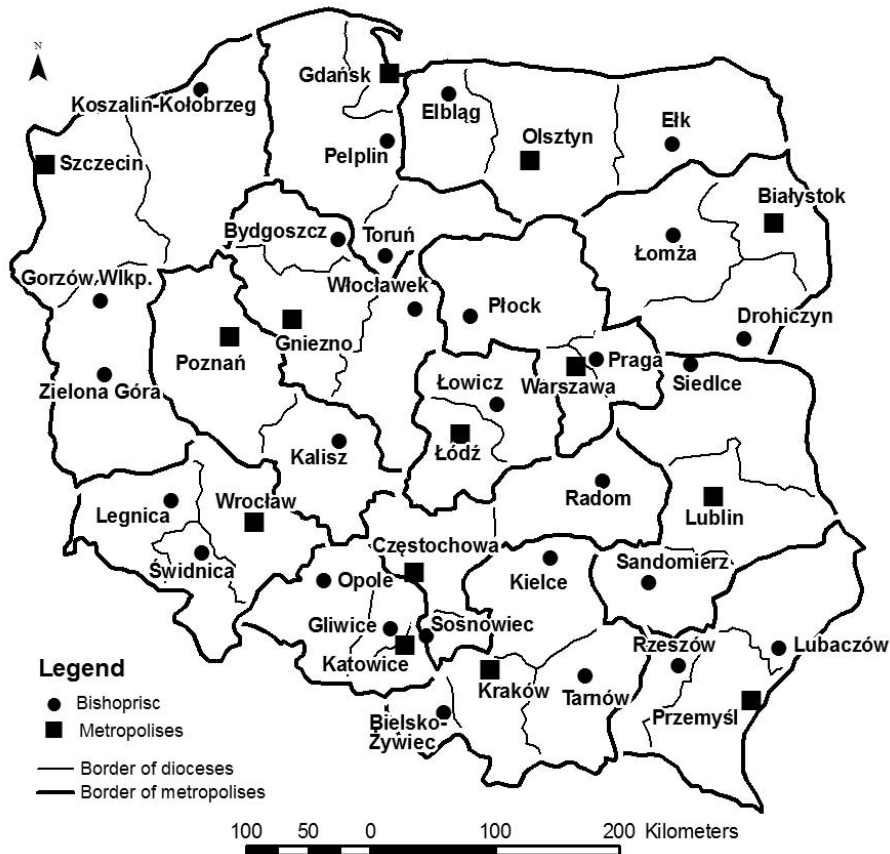 N
Gdańsk
Koszalin-Kołobrzeg
Elbląg
Ełk
Olsztyn
Pelplin
Szczecin
Białystok
Bydgoszcz
Toruń
Łomża
Gorzów Wlkp.
Włocławek
Płock
Drohiczyn
Gniezno
Poznań
Praga
Zielona Góra
Łowicz
Warszawa
Siedlce
Kalisz
Łódź
Radom
Legnica
Wrocław
Lublin
Częstochowa
Świdnica
Opole
Kielce
Sandomierz
Gliwice
Sosnowiec
Rzeszów
Lubaczów
Katowice
Kraków
Tarnów
Przemyśl
Bielsko-
Żywiec
Legend
Bishoprisc
Metropolises
Border of dioceses
Border of metropolises
100 50 0 100 200 Kilometers